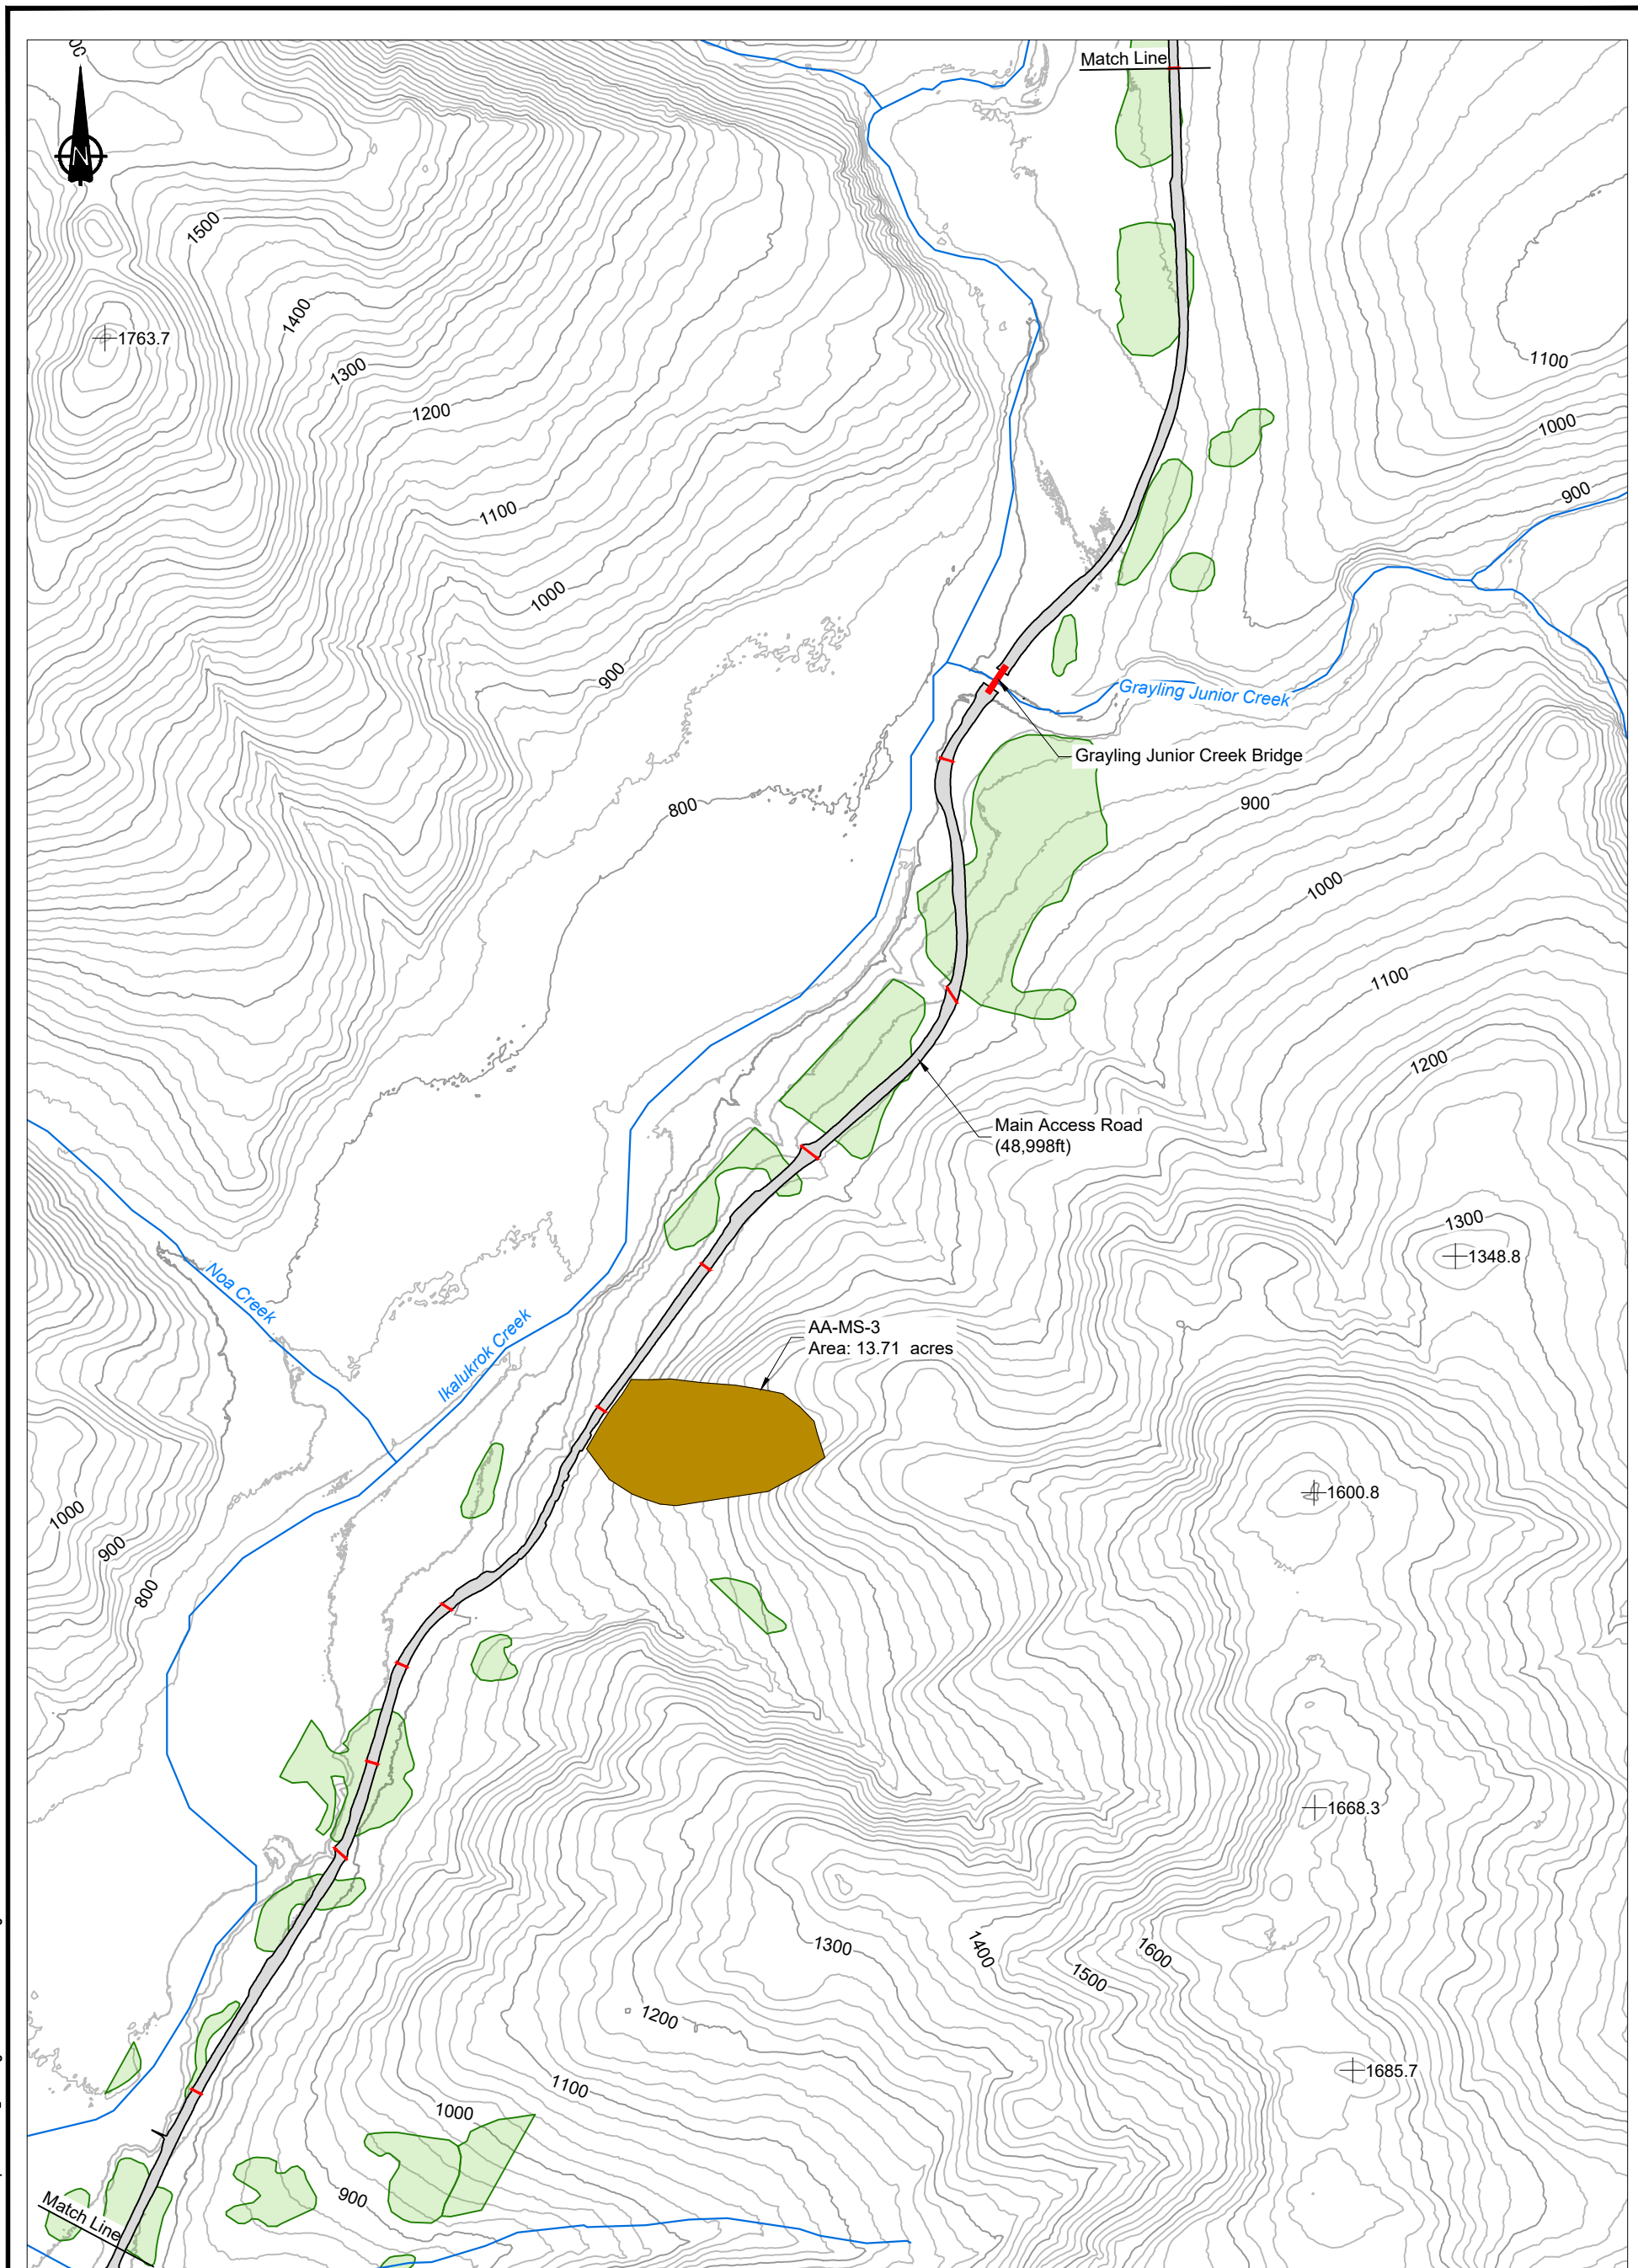 Match Line
N
1500
1400
1763.7
1300
1200
1100
1000
1100
900
1000
900
Grayling Junior Creek
Grayling Junior Creek Bridge
800
900
1000
1100
1200
Main Access Road
(48,998ft)
1300
1348.8
Noa Creek
Ikalukrok Creek
AA-MS-3
Area: 13.71 acres
1600.8
1000
900
800
1668.3
1300
1400
1600
1500
1200
1685.7
1100
1000
900
Match Line